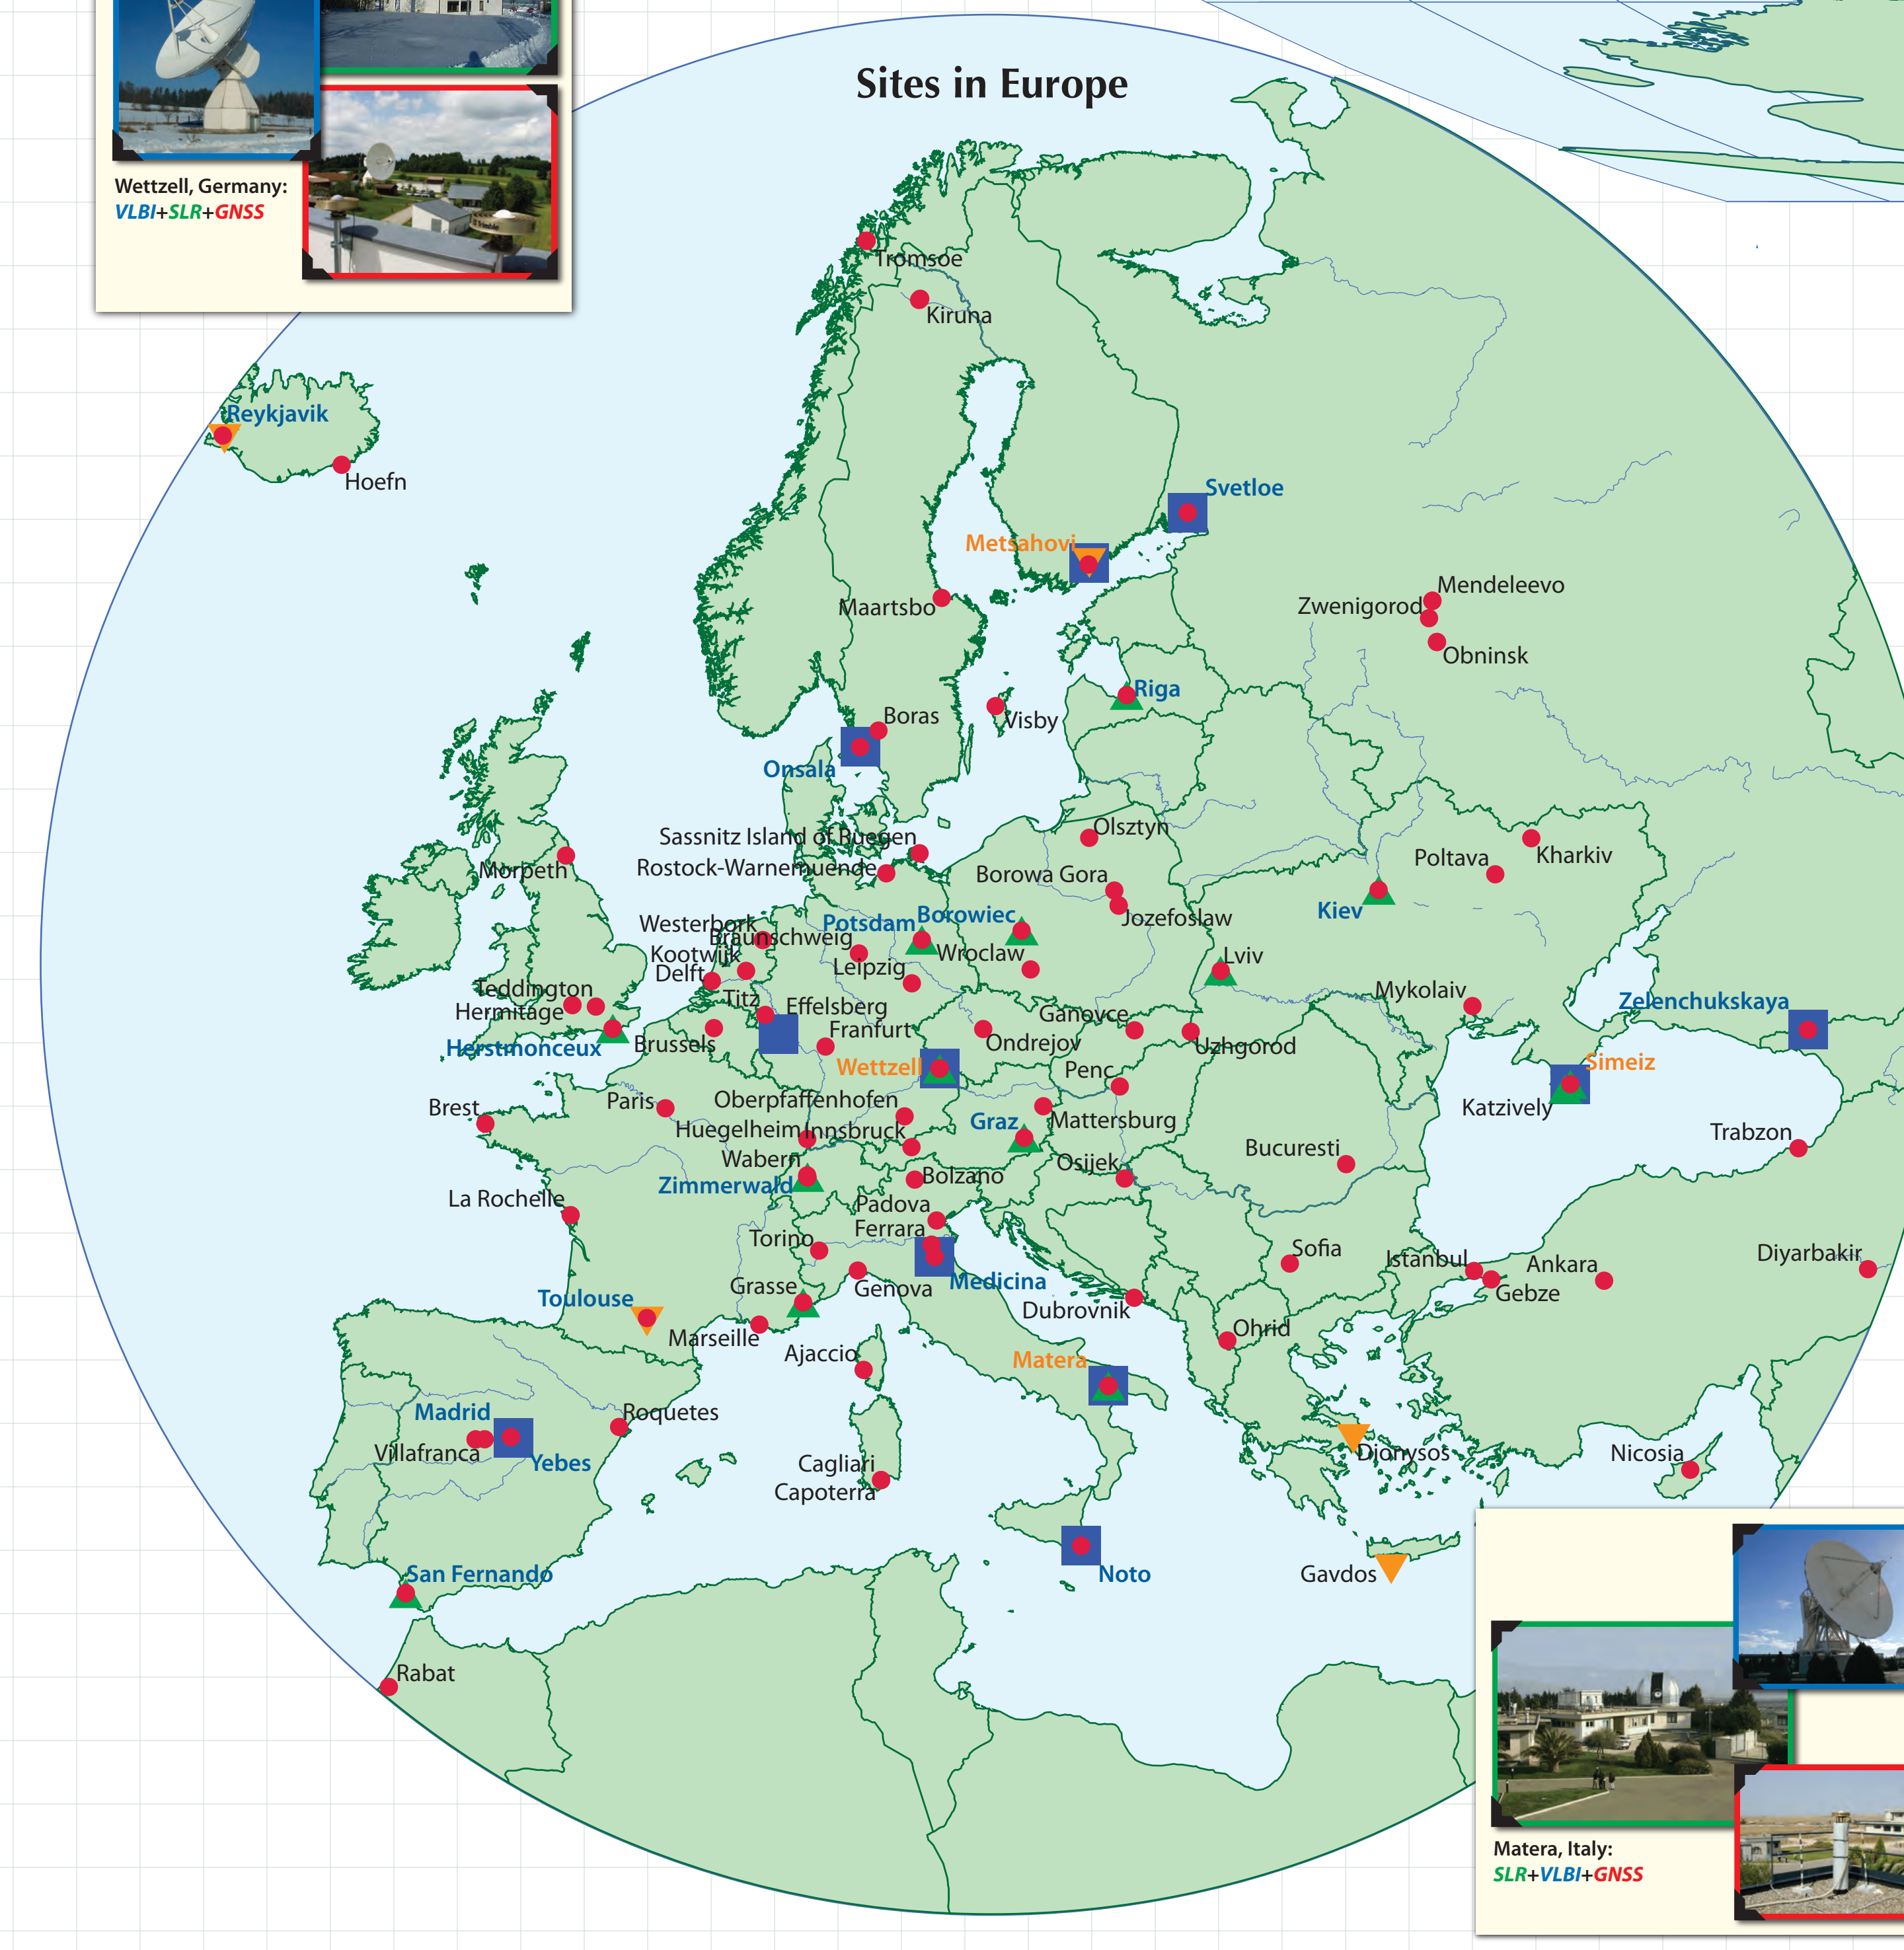 Sites in Europe
Wettzell, Germany:
VLBI+SLR+GNSS
Tromsoe
Kiruna
Reykjavik
Hoefn
Svetloe
Metsahovi
Mendeleevo
Maartsbo
Zwenigorod
Obninsk
Riga
Boras
Visby
Onsala
Olsztyn
Sassnitz Island of Ruegen
Kharkiv
Poltava
Rostock-Warnemuende
Morpeth
Borowa Gora
Kiev
Jozefoslaw
Westerbork
Potsdam
Borowiec
Braunschweig
Kootwijk
Wroclaw
Lviv
Delft
Leipzig
Teddington
Mykolaiv
Titz
Effelsberg
Zelenchukskaya
Hermitage
Ganovce
Franfurt
Herstmonceux
Brussels
Ondrejov
Uzhgorod
Wettzell
Simeiz
Penc
Paris
Oberpfaffenhofen
Brest
Katzively
Huegelheim
Innsbruck
Graz
Mattersburg
Trabzon
Bucuresti
Wabern
Osijek
Zimmerwald
Bolzano
La Rochelle
Padova
Ferrara
Torino
Sofia
Istanbul
Ankara
Diyarbakir
Grasse
Genova
Medicina
Gebze
Toulouse
Dubrovnik
Marseille
Ohrid
Ajaccio
Matera
Madrid
Roquetes
Villafranca
Yebes
Dionysos
Nicosia
Cagliari
Capoterra
San Fernando
Noto
Gavdos
Rabat
Matera, Italy:
SLR+VLBI+GNSS